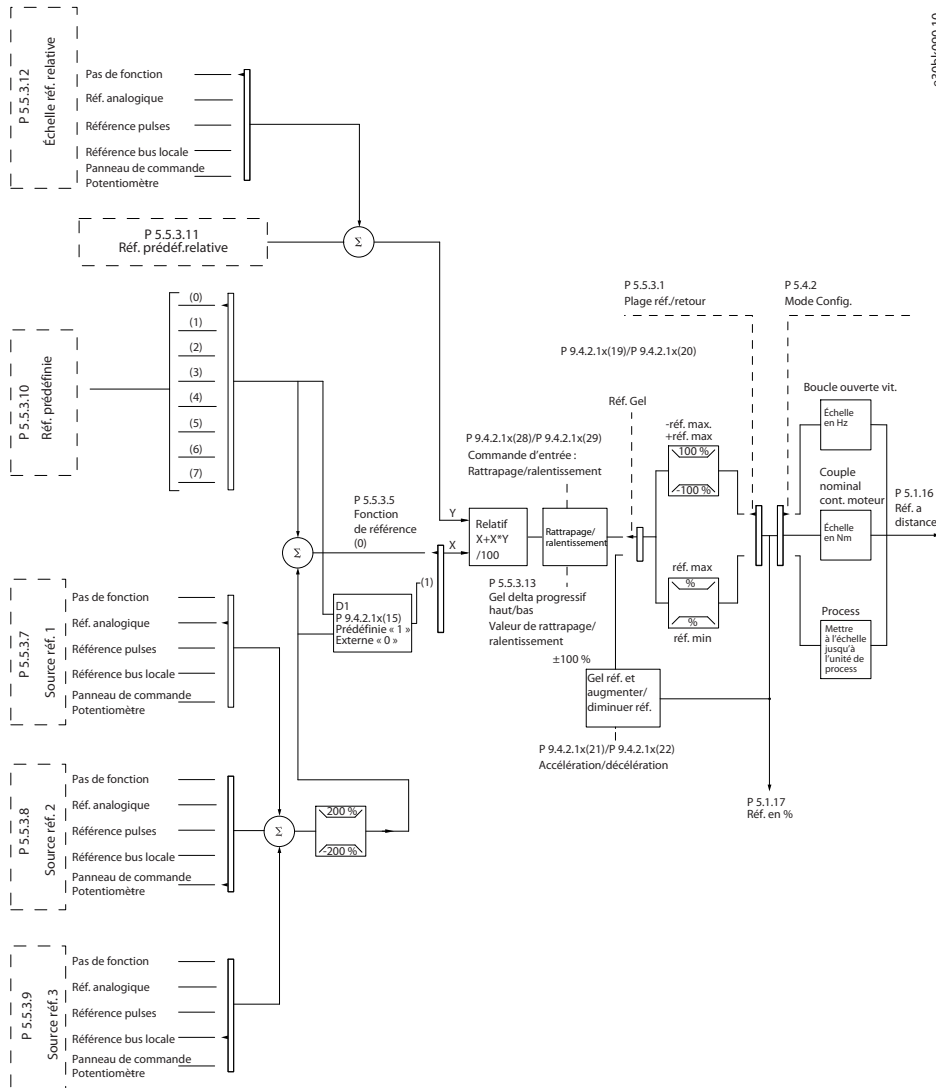 e30bk000.10
P 5.5.3.12
Échelle réf. relative
Pas de fonction
Réf. analogique
Référence pulses
Référence bus locale
Panneau de commande
Potentiomètre
Σ
P 5.5.3.11
Réf. prédéf.relative
P 5.5.3.10
Réf. prédéfinie
(0)
(1)
(2)
(3)
(4)
(5)
(6)
(7)
Σ
P 5.5.3.5
Fonction
de référence
(0)
(1)
D1
P 9.4.2.1x(15)
Prédéfinie « 1 »
Externe « 0 »
Y
X
Relatif
X+X*Y
/100
P 9.4.2.1x(28)/P 9.4.2.1x(29)
Commande d'entrée :
Rattrapage/ralentissement
Rattrapage/
ralentissement
P 5.5.3.13
Gel delta progressif
haut/bas
Valeur de rattrapage/
ralentissement
P 9.4.2.1x(19)/P 9.4.2.1x(20)
Réf. Gel
±100 %
Gel réf. et
augmenter/
diminuer réf.
P 9.4.2.1x(21)/P 9.4.2.1x(22)
Accélération/décélération
P 5.5.3.1
Plage réf./retour
-réf. max.
+réf. max
100 %
-100 %
réf. max
%
%
réf. min
P 5.4.2
Mode Config.
Boucle ouverte vit.
Échelle
en Hz
Couple
nominal
cont. moteur
Échelle
en Nm
Process
Mettre
à l'échelle
jusqu'à
l'unité de
process
P 5.1.16
Réf. a
distance
P 5.1.17
Réf. en %
P 5.5.3.7
Source réf. 1
Pas de fonction
Réf. analogique
Référence pulses
Référence bus locale
Panneau de commande
Potentiomètre
P 5.5.3.8
Source réf. 2
Pas de fonction
Réf. analogique
Référence pulses
Référence bus locale
Panneau de commande
Potentiomètre
Σ
200 %
-200 %
P 5.5.3.9
Source réf. 3
Pas de fonction
Réf. analogique
Référence pulses
Référence bus locale
Panneau de commande
Potentiomètre